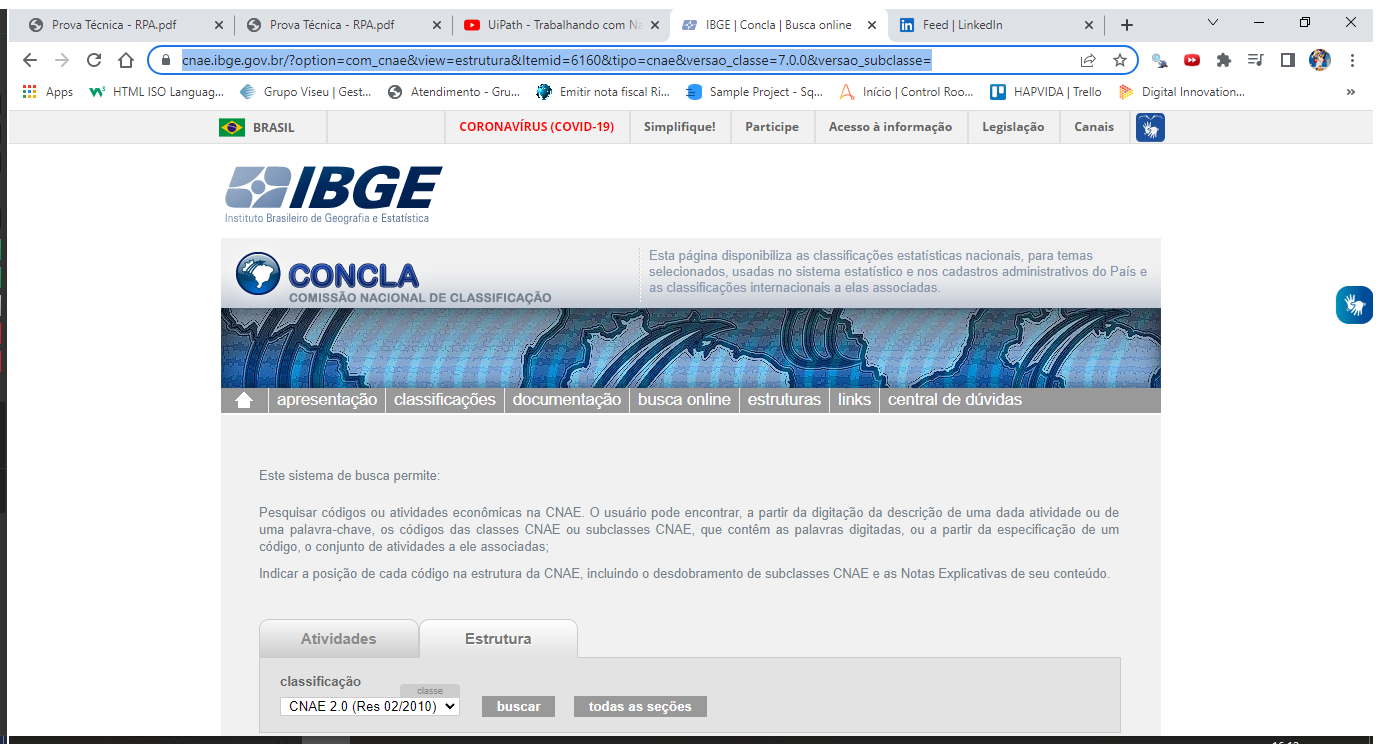 Prova Técnica - RPA.pdf
Prova Técnica - RPA.pdf
UiPath - Trabalhando com Na
IBGE | Concla | Busca online
Feed | LinkedIn
cnae.ibge.gov.br/?option=com_cnae&view=estrutura&Itemid=6160&tipo=cnae&versao_classe=7.0.0&versao_subclasse=
Apps
HTML ISO Languag...
Grupo Viseu | Gest...
Atendimento - Gru...
Emitir nota fiscal Ri...
Sample Project - Sq...
Início | Control Roo...
HAPVIDA | Trello
Digital Innovation...
BRASIL
CORONAVÍRUS (COVID-19)
Simplifique!
Participe
Acesso à informação
Legislação
Canais
IBGE
Instituto Brasileiro de Geografia e Estatística
CONCLA
COMISSÃO NACIONAL DE CLASSIFICAÇÃO
Esta página disponibiliza as classificações estatísticas nacionais, para temas
selecionados, usadas no sistema estatístico e nos cadastros administrativos do País e
as classificações internacionais a elas associadas.
apresentação
classificações
documentação
busca online
estruturas
links
central de dúvidas
Este sistema de busca permite:
Pesquisar códigos ou atividades econômicas na CNAE. O usuário pode encontrar, a partir da digitação da descrição de uma dada atividade ou de
uma palavra-chave, os códigos das classes CNAE ou subclasses CNAE, que contêm as palavras digitadas, ou a partir da especificação de um
código, o conjunto de atividades a ele associadas;
Indicar a posição de cada código na estrutura da CNAE, incluindo o desdobramento de subclasses CNAE e as Notas Explicativas de seu conteúdo.
Atividades
Estrutura
classificação
classe
CNAE 2.0 (Res 02/2010)
buscar
todas as seções